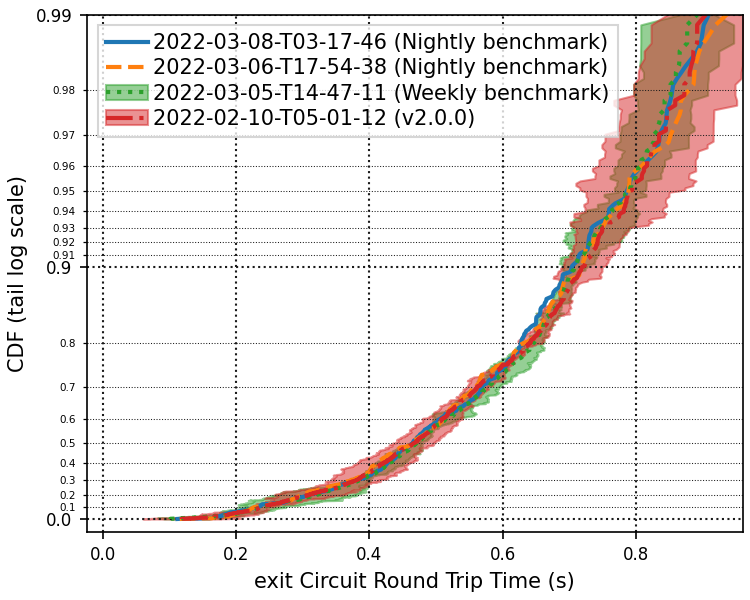 0.99
2022-03-08-T03-17-46 (Nightly benchmark)
2022-03-06-T17-54-38 (Nightly benchmark)
2022-03-05-T14-47-11 (Weekly benchmark)
2022-02-10-T05-01-12 (v2.0.0)
0.98
0.97
0.96
0.95
0.94
0.93
0.92
0.91
0.9
0.8
0.7
0.6
0.5
0.4
0.3
0.2
0.1
0.0
CDF (tail log scale)
0.0 0.2 0.4 0.6 0.8
exit Circuit Round Trip Time (s)